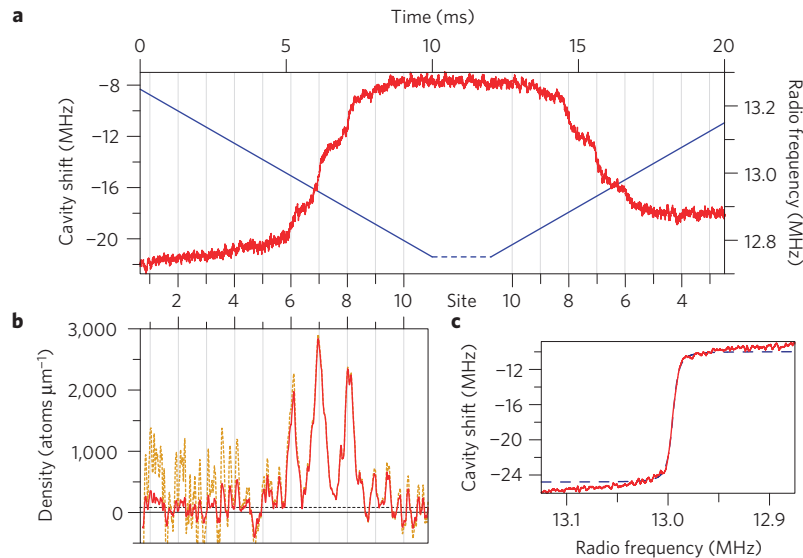 a
Time (ms)
0 5 10 15 20
Cavity shift (MHz)
−8
−12
−16
−20
Radio frequency (MHz)
13.2
13.0
12.8
2 4 6 8 10 Site 10 8 6 4
b
Density (atoms µm⁻¹)
3,000
2,000
1,000
0
c
Cavity shift (MHz)
−12
−16
−20
−24
13.1 13.0 12.9
Radio frequency (MHz)